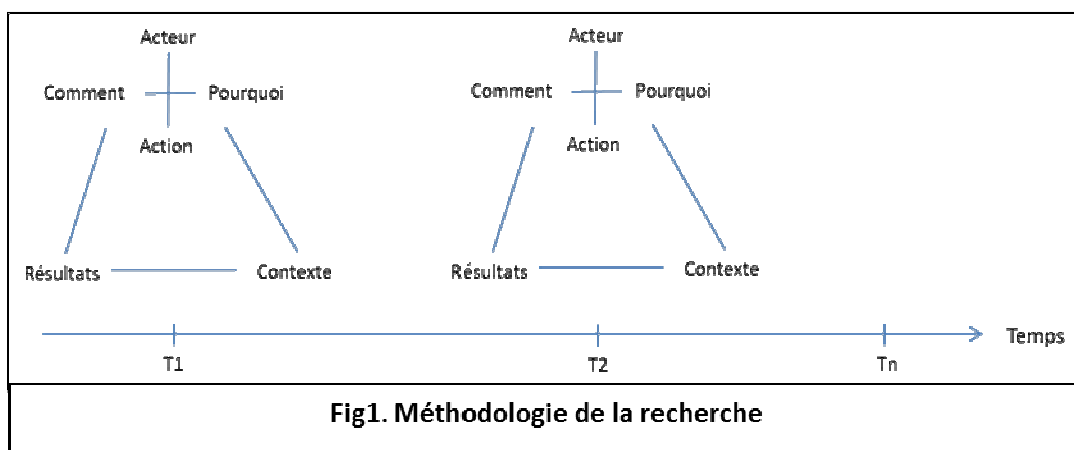 Acteur
Comment Pourquoi
Action
Résultats Contexte
Acteur
Comment Pourquoi
Action
Résultats Contexte
Temps
T1 T2 Tn
Fig1. Méthodologie de la recherche